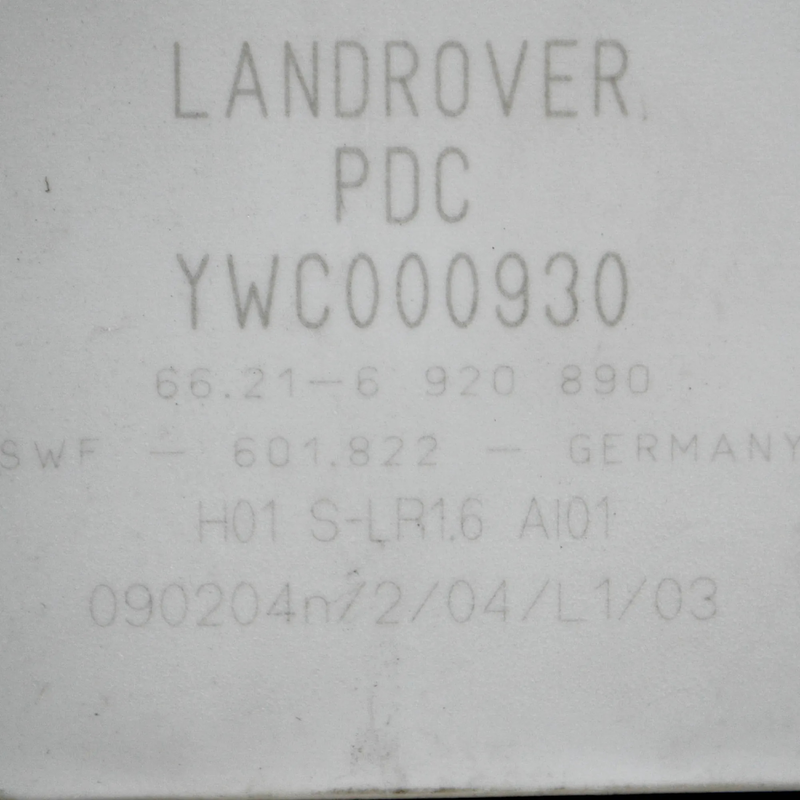 LANDROVER
PDC
YWC000930
66.21-6 920 890
SWF - 601.822 - GERMANY
H01 S-LR1.6 AI01
090204n/2/04/L1/03